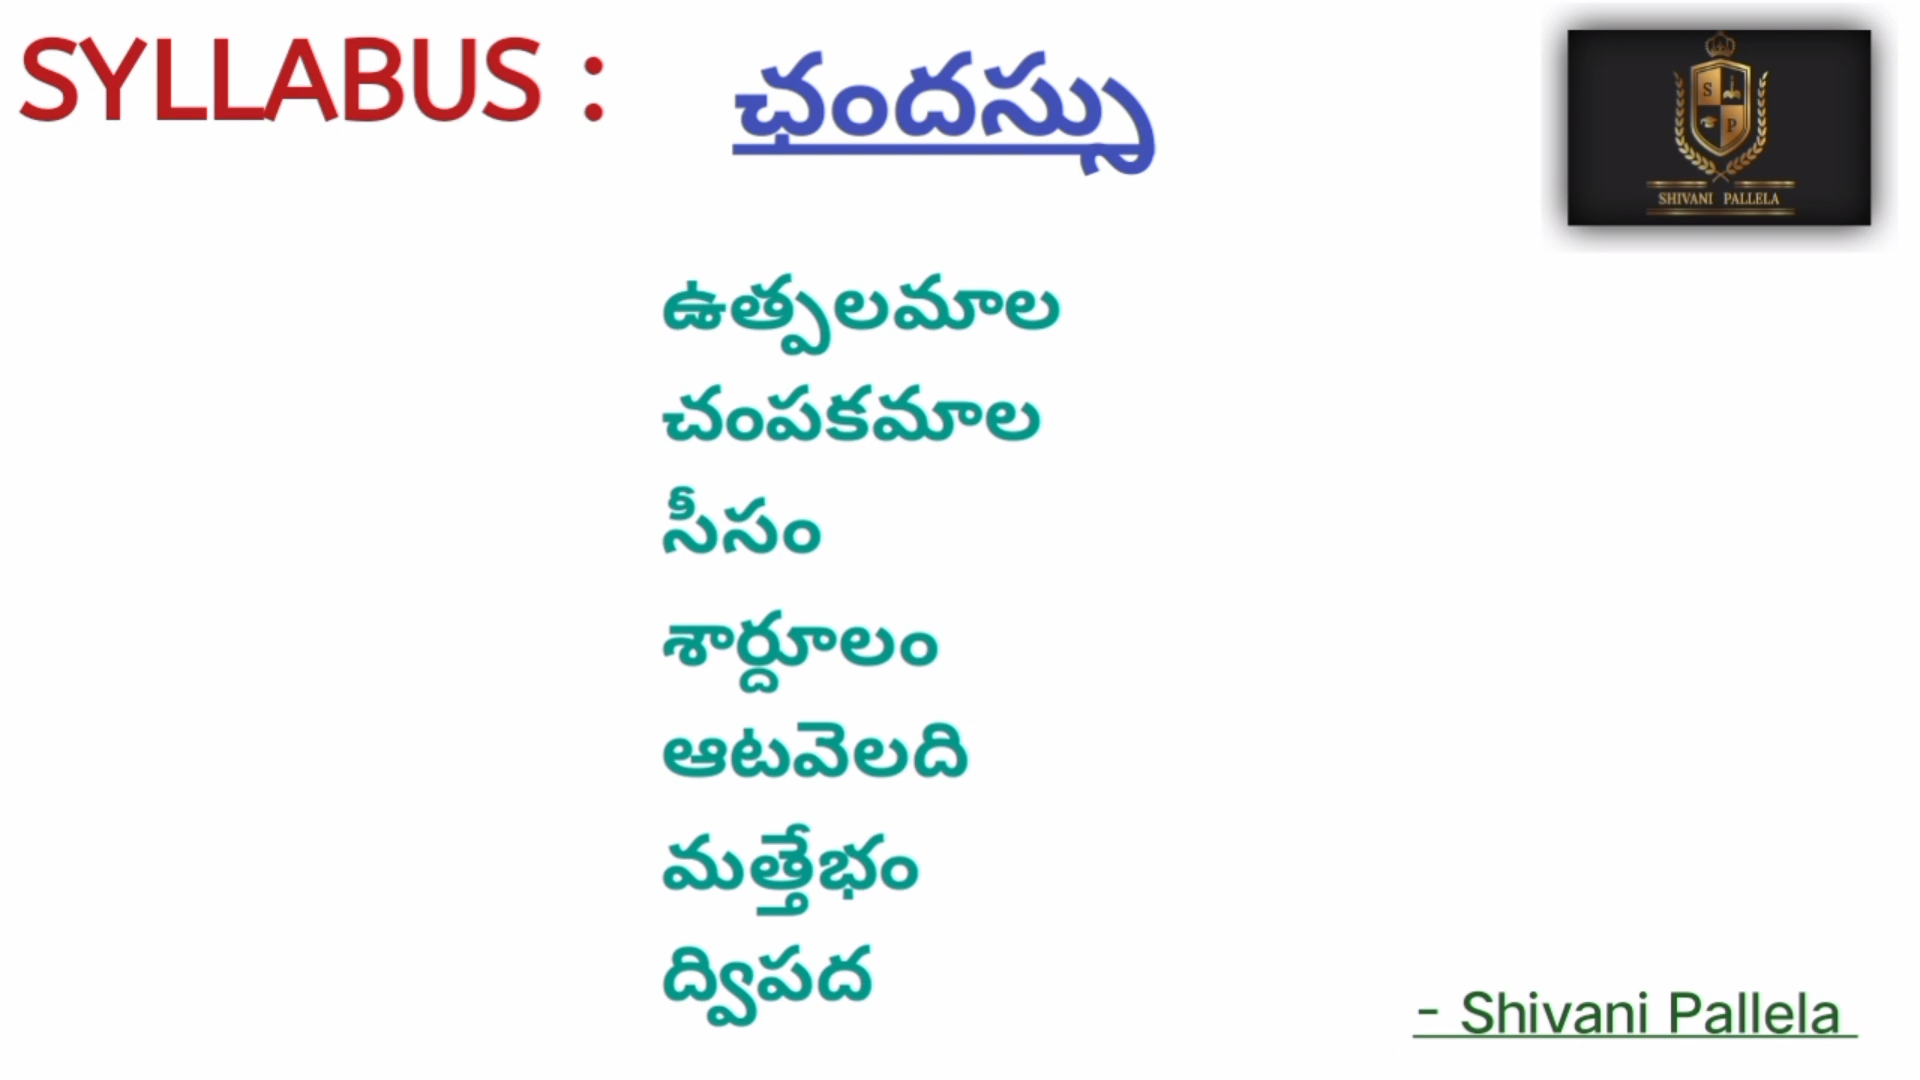 SYLLABUS : ఛందస్సు
S
P
SHIVANI PALLELA
ఉత్పలమాల
చంపకమాల
సీసం
శార్దూలం
ఆటవెలది
మత్తేభం
ద్విపద
- Shivani Pallela